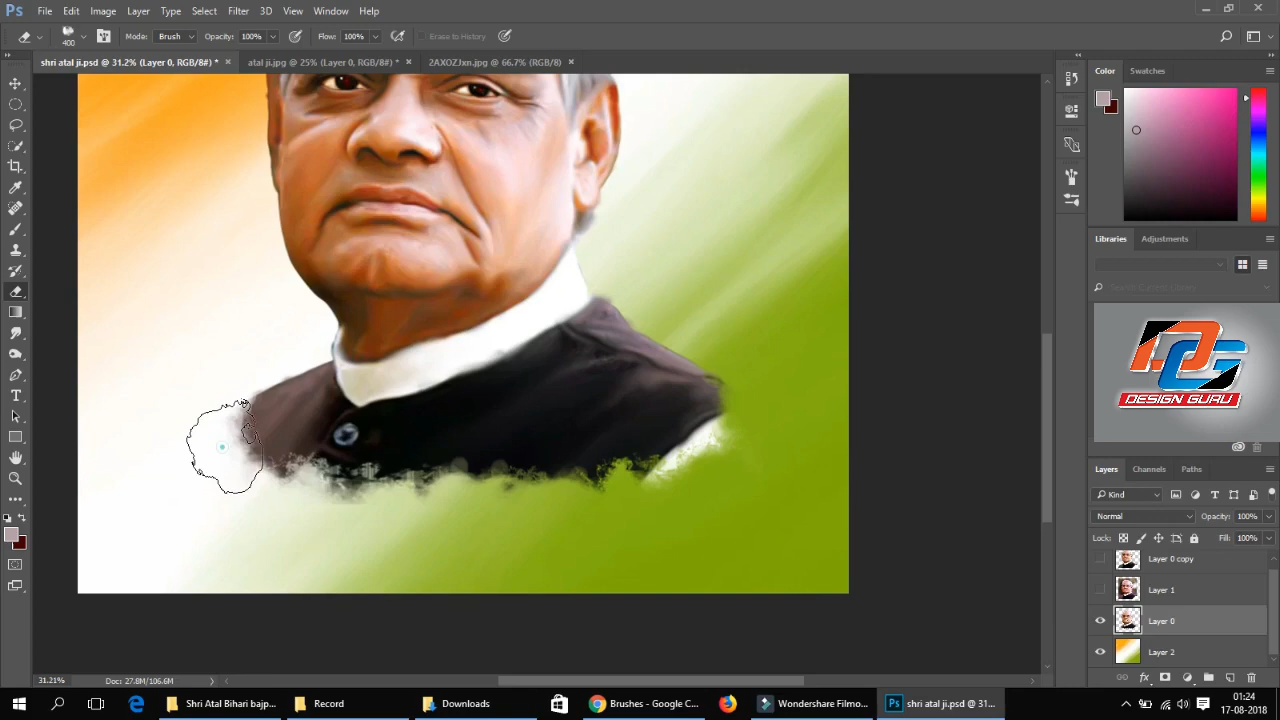 Ps File Edit Image Layer Type Select Filter 3D View Window Help
400 Mode: Brush Opacity: 100% Flow: 100% Erase to History
shri atal ji.psd @ 31.2% (Layer 0, RGB/8#) * × atal ji.jpg @ 25% (Layer 0, RGB/8#) * × 2AXOZJxn.jpg @ 66.7% (RGB/8) ×
Color Swatches
Libraries Adjustments
DESIGN GURU
Layers Channels Paths
Kind
Normal Opacity: 100%
Lock: Fill: 100%
Layer 0 copy
Layer 1
Layer 0
Layer 2
31.21% Doc: 27.8M/106.6M
Shri Atal Bihari bajp... Record Downloads Brushes - Google C... Wondershare Filmo... Ps shri atal ji.psd @ 31... 01:24
17-08-2018